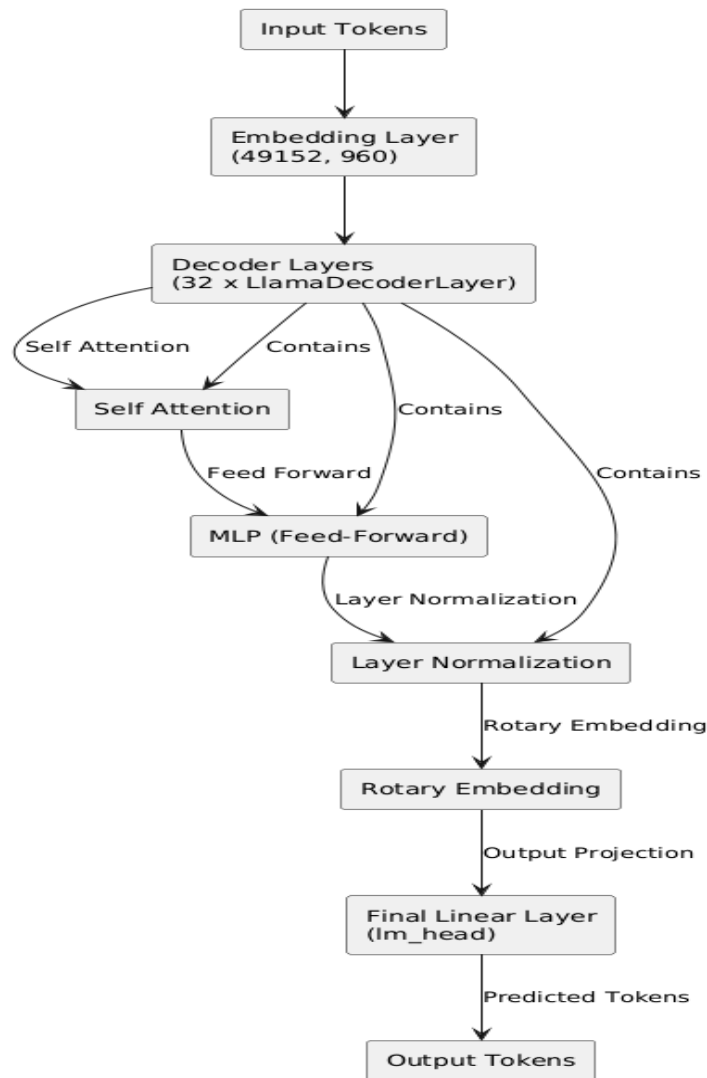 Input Tokens
Embedding Layer
(49152, 960)
Decoder Layers
(32 x LlamaDecoderLayer)
Self Attention
Contains
Self Attention
Contains
Feed Forward
Contains
MLP (Feed-Forward)
Layer Normalization
Layer Normalization
Rotary Embedding
Rotary Embedding
Output Projection
Final Linear Layer
(lm_head)
Predicted Tokens
Output Tokens